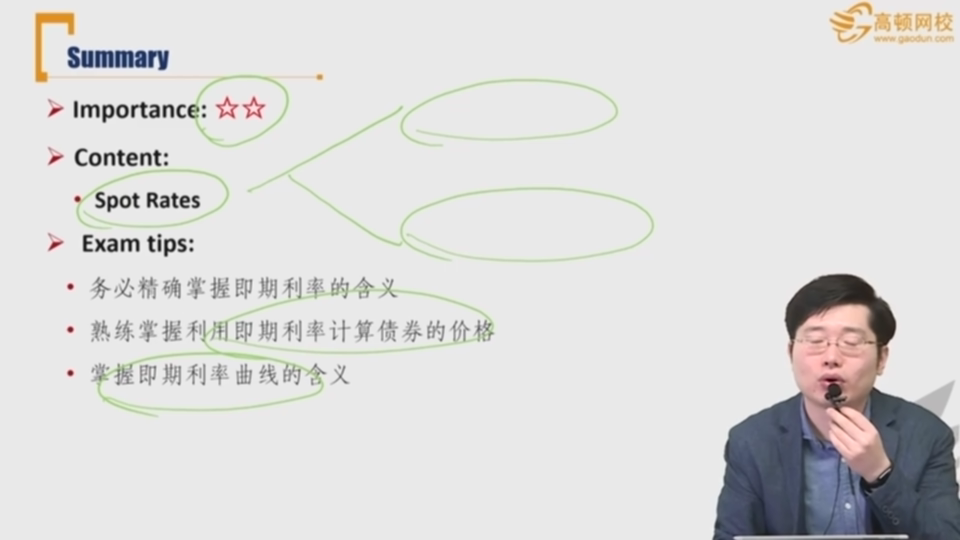 高顿网校
www.gaodun.com
Summary
Importance: ☆☆
Content:
Spot Rates
Exam tips:
务必精确掌握即期利率的含义
熟练掌握利用即期利率计算债券的价格
掌握即期利率曲线的含义